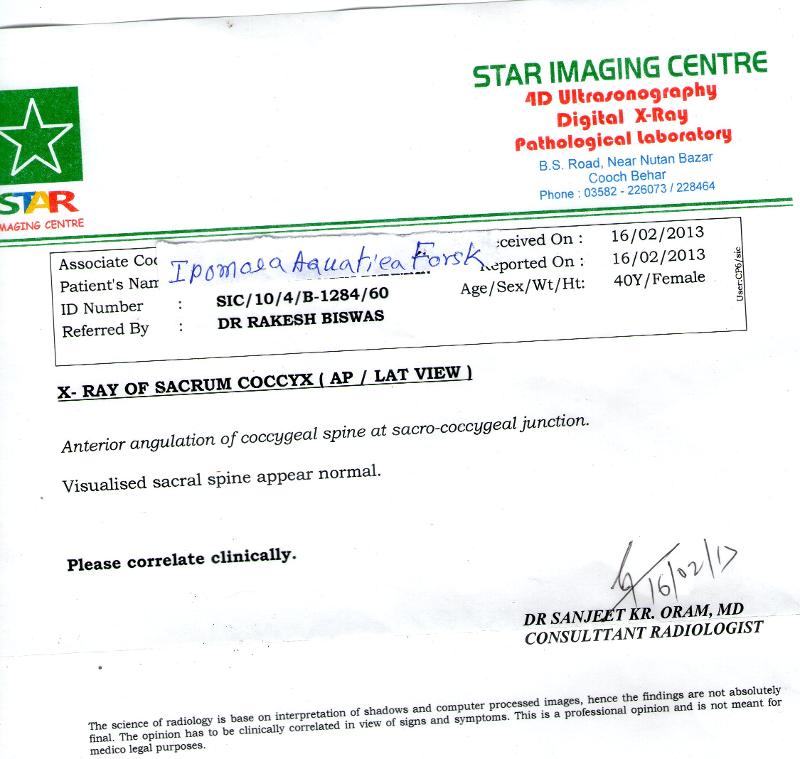 STAR IMAGING CENTRE
4D Ultrasonography
Digital X-Ray
Pathological Laboratory
B.S. Road, Near Nutan Bazar
Cooch Behar
Phone : 03582 - 226073 / 228464
STAR
MAGING CENTRE
Associate Co
Patient's Nam
Ipomaea Aquatica Forsk
ID Number : SIC/10/4/B-1284/60
Referred By : DR RAKESH BISWAS
ceived On : 16/02/2013
eported On : 16/02/2013
Age/Sex/Wt/Ht: 40Y/Female
User:CP6/sic
X- RAY OF SACRUM COCCYX ( AP / LAT VIEW )
Anterior angulation of coccygeal spine at sacro-coccygeal junction.
Visualised sacral spine appear normal.
Please correlate clinically.
16/02/13
DR SANJEET KR. ORAM, MD
CONSULTTANT RADIOLOGIST
The science of radiology is base on interpretation of shadows and computer processed images, hence the findings are not absolutely
final. The opinion has to be clinically correlated in view of signs and symptoms. This is a professional opinion and is not meant for
medico legal purposes.